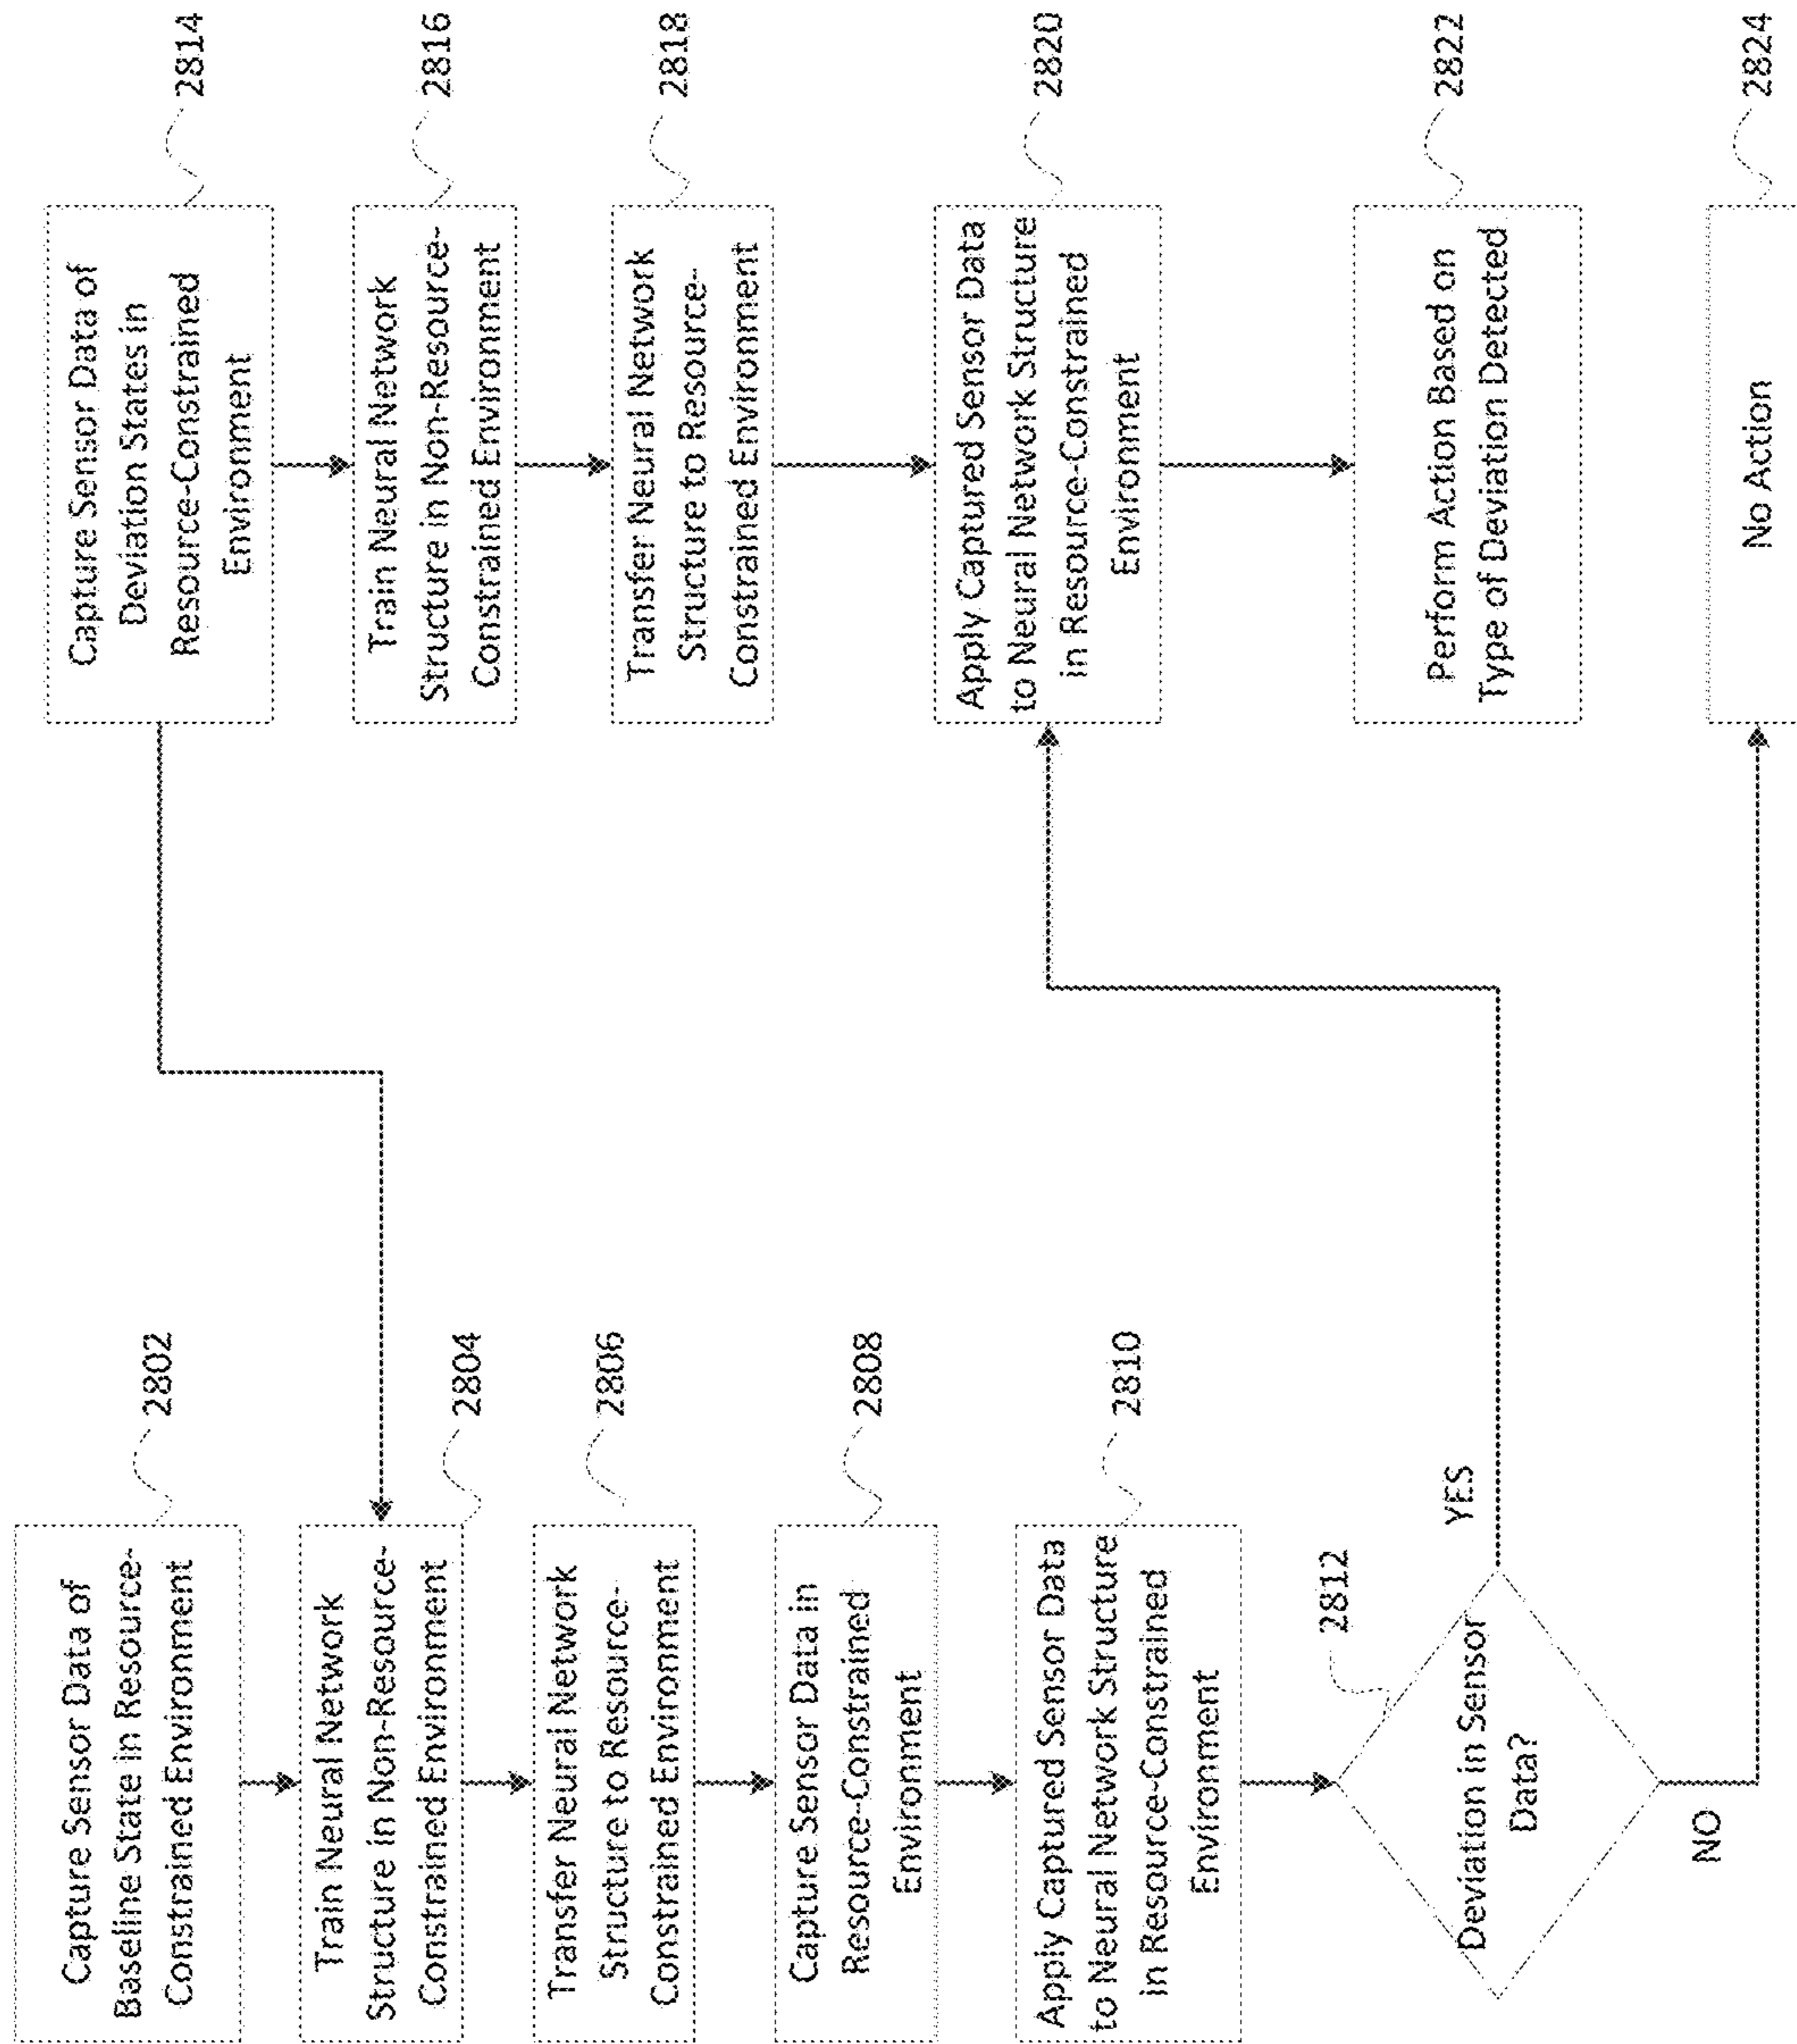 Capture Sensor Data of
Baseline State in Resource-
Constrained Environment
2802
Train Neural Network
Structure in Non-Resource-
Constrained Environment
2804
Transfer Neural Network
Structure to Resource-
Constrained Environment
2806
Capture Sensor Data in
Resource-Constrained
Environment
2808
Apply Captured Sensor Data
to Neural Network Structure
in Resource-Constrained
Environment
2810
Deviation in Sensor
Data?
2812
YES
NO
Capture Sensor Data of
Deviation States in
Resource-Constrained
Environment
2814
Train Neural Network
Structure in Non-Resource-
Constrained Environment
2816
Transfer Neural Network
Structure to Resource-
Constrained Environment
2818
Apply Captured Sensor Data
to Neural Network Structure
in Resource-Constrained
Environment
2820
Perform Action Based on
Type of Deviation Detected
2822
No Action
2824